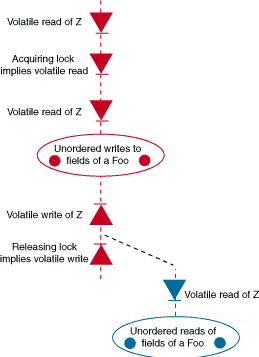 Volatile read of Z
Acquiring lock
implies volatile read
Volatile read of Z
Unordered writes to
fields of a Foo
Volatile write of Z
Releasing lock
implies volatile write
Volatile read of Z
Unordered reads of
fields of a Foo